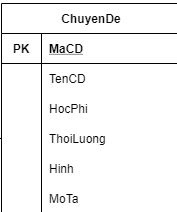 ChuyenDe
PK MaCD
TenCD
HocPhi
ThoiLuong
Hinh
MoTa